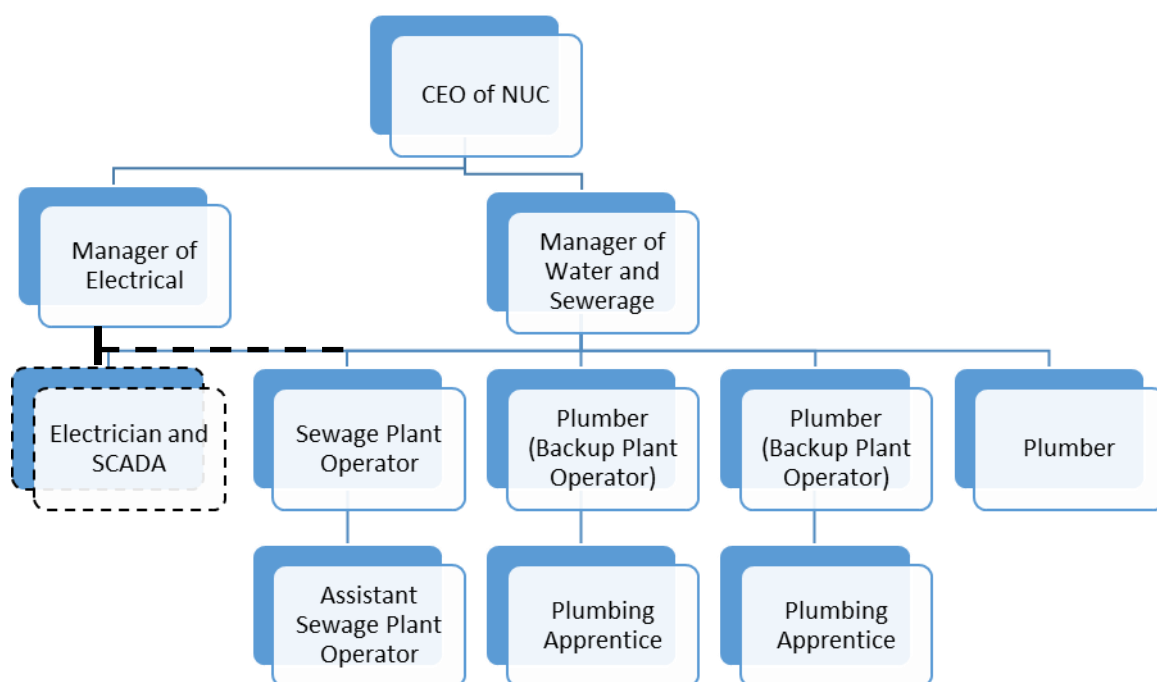 CEO of NUC
Manager of
Electrical
Manager of
Water and
Sewerage
Electrician and
SCADA
Sewage Plant
Operator
Plumber
(Backup Plant
Operator)
Plumber
(Backup Plant
Operator)
Plumber
Assistant
Sewage Plant
Operator
Plumbing
Apprentice
Plumbing
Apprentice